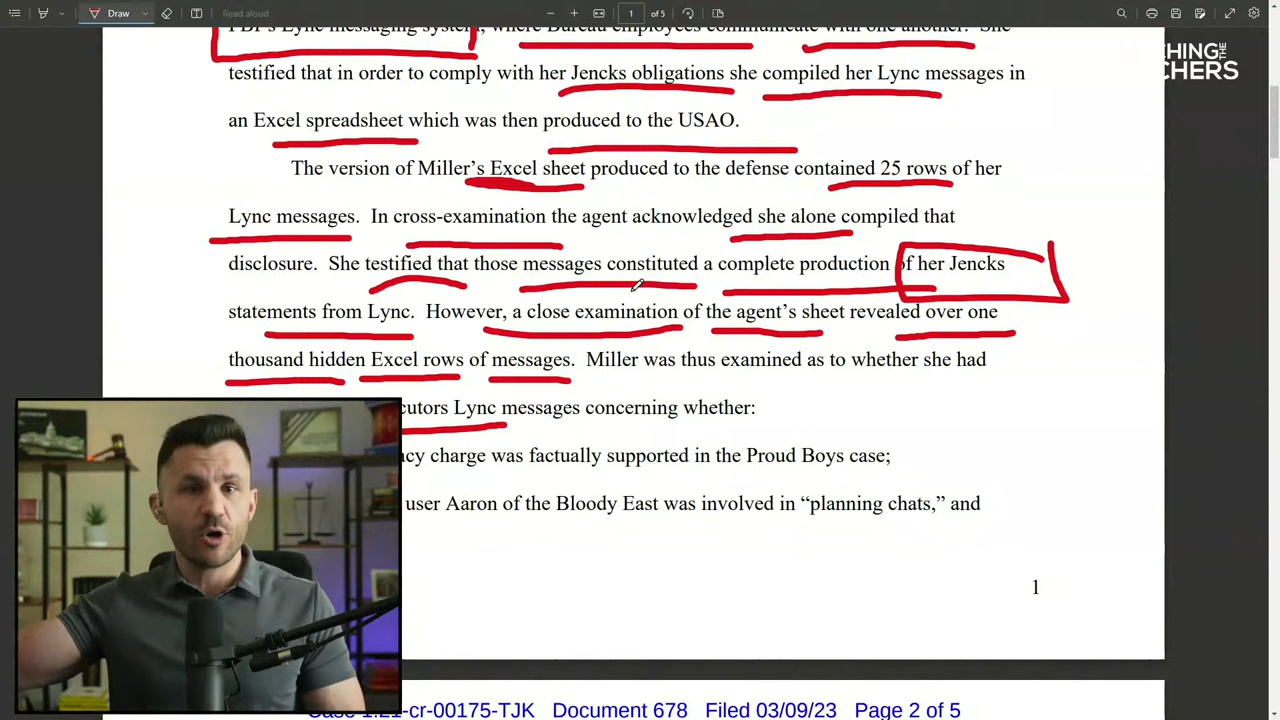 Draw
Read aloud
1 of 5
FBI's Lync messaging system, where Bureau employees communicate with one another. She
testified that in order to comply with her Jencks obligations she compiled her Lync messages in
an Excel spreadsheet which was then produced to the USAO.
The version of Miller's Excel sheet produced to the defense contained 25 rows of her
Lync messages. In cross-examination the agent acknowledged she alone compiled that
disclosure. She testified that those messages constituted a complete production of her Jencks
statements from Lync. However, a close examination of the agent's sheet revealed over one
thousand hidden Excel rows of messages. Miller was thus examined as to whether she had
cutors Lync messages concerning whether:
cy charge was factually supported in the Proud Boys case;
user Aaron of the Bloody East was involved in “planning chats,” and
1
Case 1:21-cr-00175-TJK Document 678 Filed 03/09/23 Page 2 of 5
CHING THE
CHERS